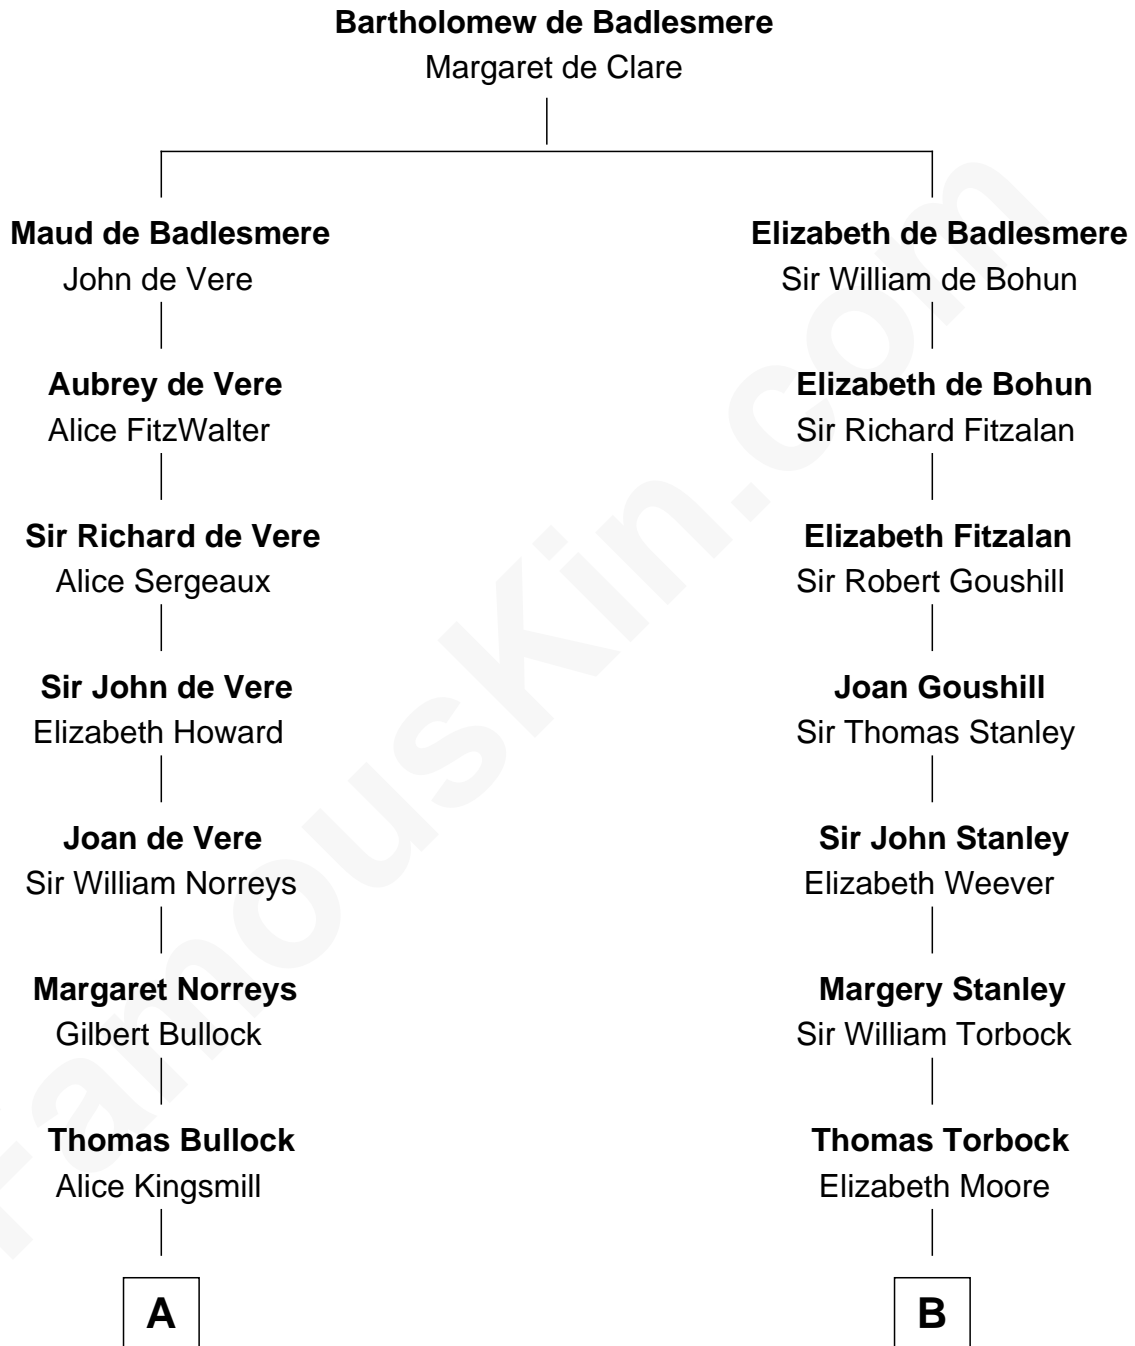 Bartholomew de Badlesmere
Margaret de Clare
Maud de Badlesmere
John de Vere
Elizabeth de Badlesmere
Sir William de Bohun
Aubrey de Vere
Alice FitzWalter
Elizabeth de Bohun
Sir Richard Fitzalan
Sir Richard de Vere
Alice Sergeaux
Elizabeth Fitzalan
Sir Robert Goushill
Sir John de Vere
Elizabeth Howard
Joan Goushill
Sir Thomas Stanley
Joan de Vere
Sir William Norreys
Sir John Stanley
Elizabeth Weever
Margaret Norreys
Gilbert Bullock
Margery Stanley
Sir William Torbock
Thomas Bullock
Alice Kingsmill
Thomas Torbock
Elizabeth Moore
A
B
FamousKin.com